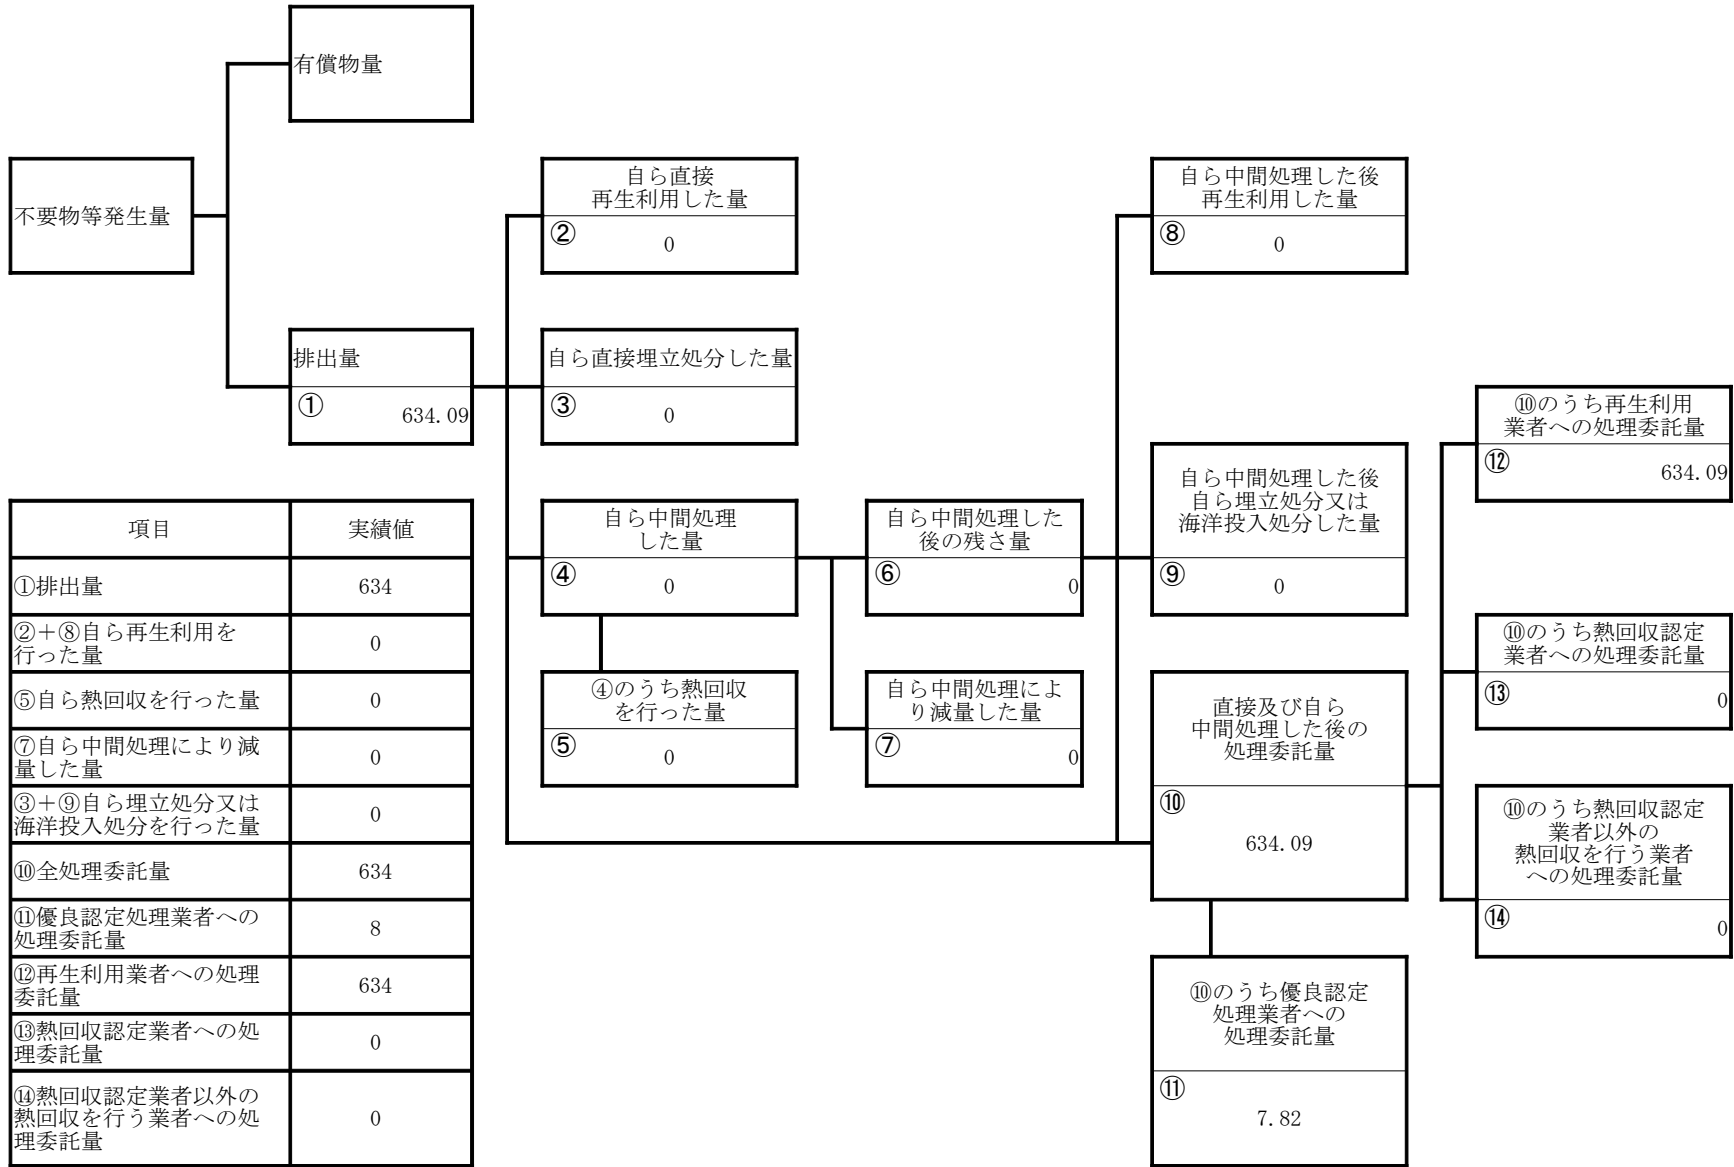 有償物量
不要物等発生量
自ら直接
再生利用した量
②
0
自ら中間処理した後
再生利用した量
⑧
0
排出量
①
634.09
自ら直接埋立処分した量
③
0
⑩のうち再生利用
業者への処理委託量
⑫
634.09
自ら中間処理
した量
④
0
自ら中間処理した
後の残さ量
⑥
0
自ら中間処理した後
自ら埋立処分又は
海洋投入処分した量
⑨
0
⑩のうち熱回収認定
業者への処理委託量
⑬
0
④のうち熱回収
を行った量
⑤
0
自ら中間処理によ
り減量した量
⑦
0
直接及び自ら
中間処理した後の
処理委託量
⑩
634.09
⑩のうち熱回収認定
業者以外の
熱回収を行う業者
への処理委託量
⑭
0
⑩のうち優良認定
処理業者への
処理委託量
⑪
7.82
項目 実績値
①排出量 634
②+⑧自ら再生利用を
行った量 0
⑤自ら熱回収を行った量 0
⑦自ら中間処理により減
量した量 0
③+⑨自ら埋立処分又は
海洋投入処分を行った量 0
⑩全処理委託量 634
⑪優良認定処理業者への
処理委託量 8
⑫再生利用業者への処理
委託量 634
⑬熱回収認定業者への処
理委託量 0
⑭熱回収認定業者以外の
熱回収を行う業者への処
理委託量 0